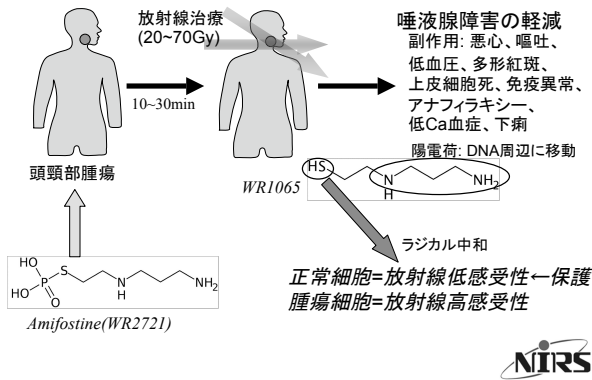 放射線治療
(20~70Gy)
10~30min
唾液腺障害の軽減
副作用: 悪心、嘔吐、
低血圧、多形紅斑、
上皮細胞死、免疫異常、
アナフィラキシー、
低Ca血症、下痢
陽電荷: DNA周辺に移動
頭頸部腫瘍
WR1065
HS
N
H
NH2
ラジカル中和
HO
HO
P
O
S
N
H
NH2
Amifostine(WR2721)
正常細胞=放射線低感受性←保護
腫瘍細胞=放射線高感受性
NIRS